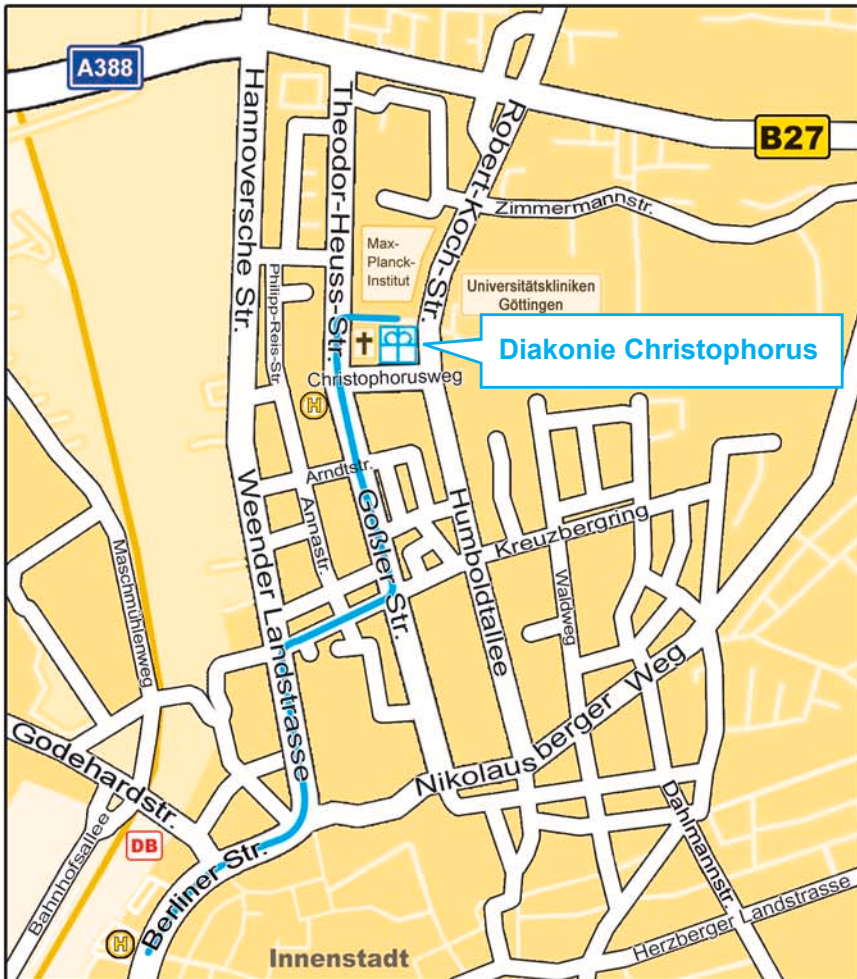 A388
B27
Hannoversche Str.
Theodor-Heuss-Str.
Robert-Koch-Str.
Zimmermannstr.
Max-
Planck-
Institut
Philipp-Reis-Str
Universitätskliniken
Göttingen
Diakonie Christophorus
Christophorusweg
H
Arndtstr.
Annastr.
Goßler Str.
Humboldtallee
Kreuzbergring
Weender Landstrasse
Maschmühlenweg
Waldweg
Nikolausberger Weg
Godehardstr.
DB
Bahnhofsallee
Berliner Str.
H
Dahlmannstr.
Herzberger Landstrasse
Innenstadt